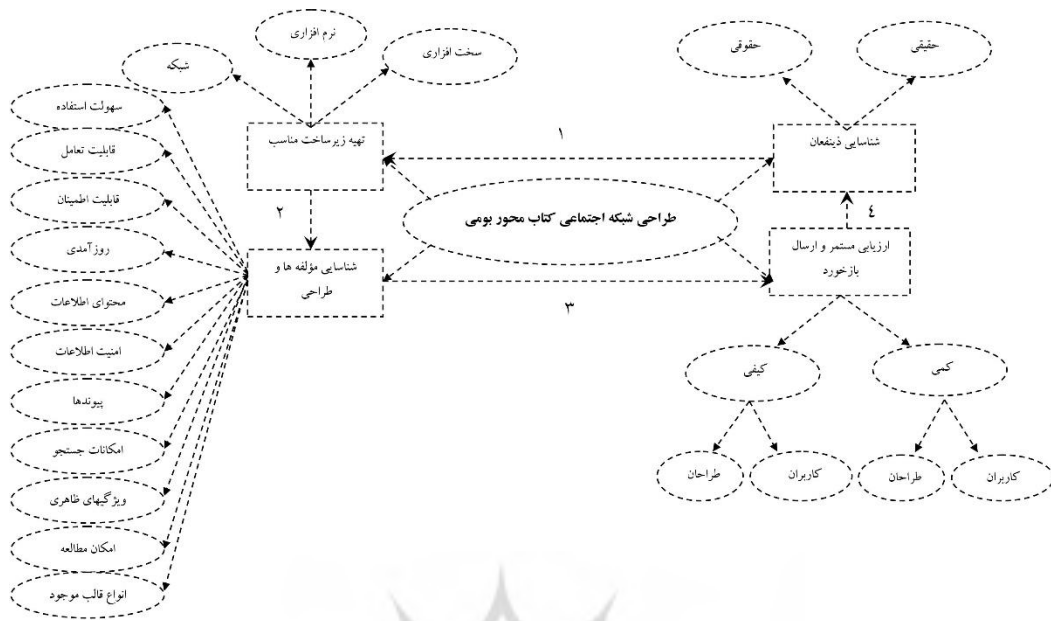 نرم افزاری
سخت افزاری
شبکه
حقیقی
حقوقی
سهولت استفاده
قابلیت تعامل
قابلیت اطمینان
روزآمدی
محتوای اطلاعات
امنیت اطلاعات
پیوندها
امکانات جستجو
ویژگیهای ظاهری
امکان مطالعه
انواع قالب موجود
شناسایی ذینفعان
۱
تهیه زیرساخت مناسب
۲
طراحی شبکه اجتماعی کتاب محور بومی
٤
ارزیابی مستمر و ارسال
بازخورد
شناسایی مؤلفه ها و
طراحی
۳
کمی
کیفی
کاربران
طراحان
کاربران
طراحان